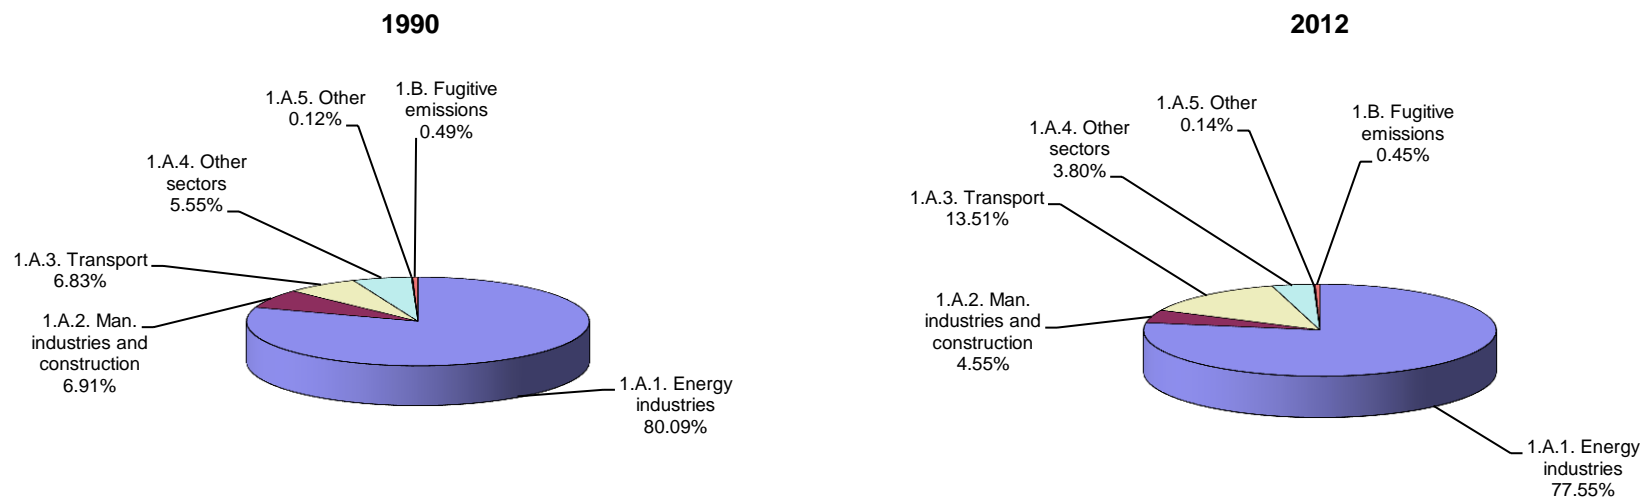 1990
1.A.5. Other
0.12%
1.B. Fugitive
emissions
0.49%
1.A.4. Other
sectors
5.55%
1.A.3. Transport
6.83%
1.A.2. Man.
industries and
construction
6.91%
1.A.1. Energy
industries
80.09%
2012
1.A.5. Other
0.14%
1.B. Fugitive
emissions
0.45%
1.A.4. Other
sectors
3.80%
1.A.3. Transport
13.51%
1.A.2. Man.
industries and
construction
4.55%
1.A.1. Energy
industries
77.55%